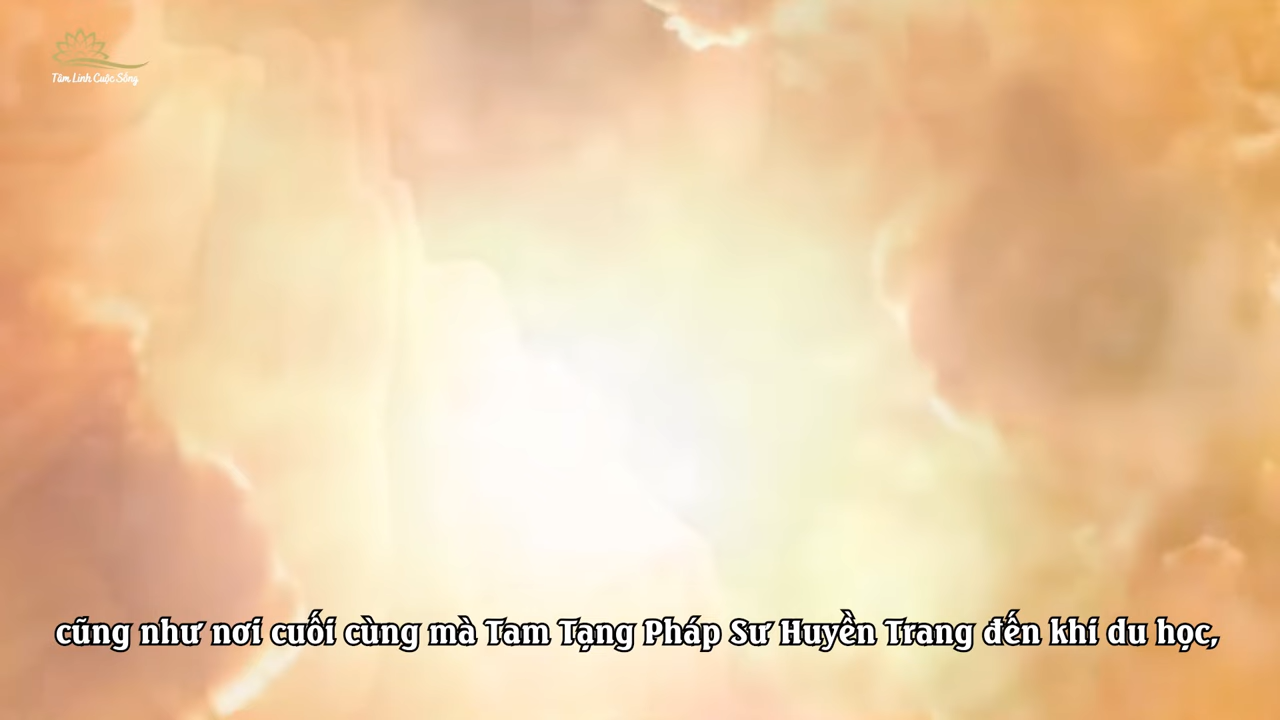 Tâm Linh Cuộc Sống
cũng như nơi cuối cùng mà Tam Tạng Pháp Sư Huyền Trang đến khi du học,